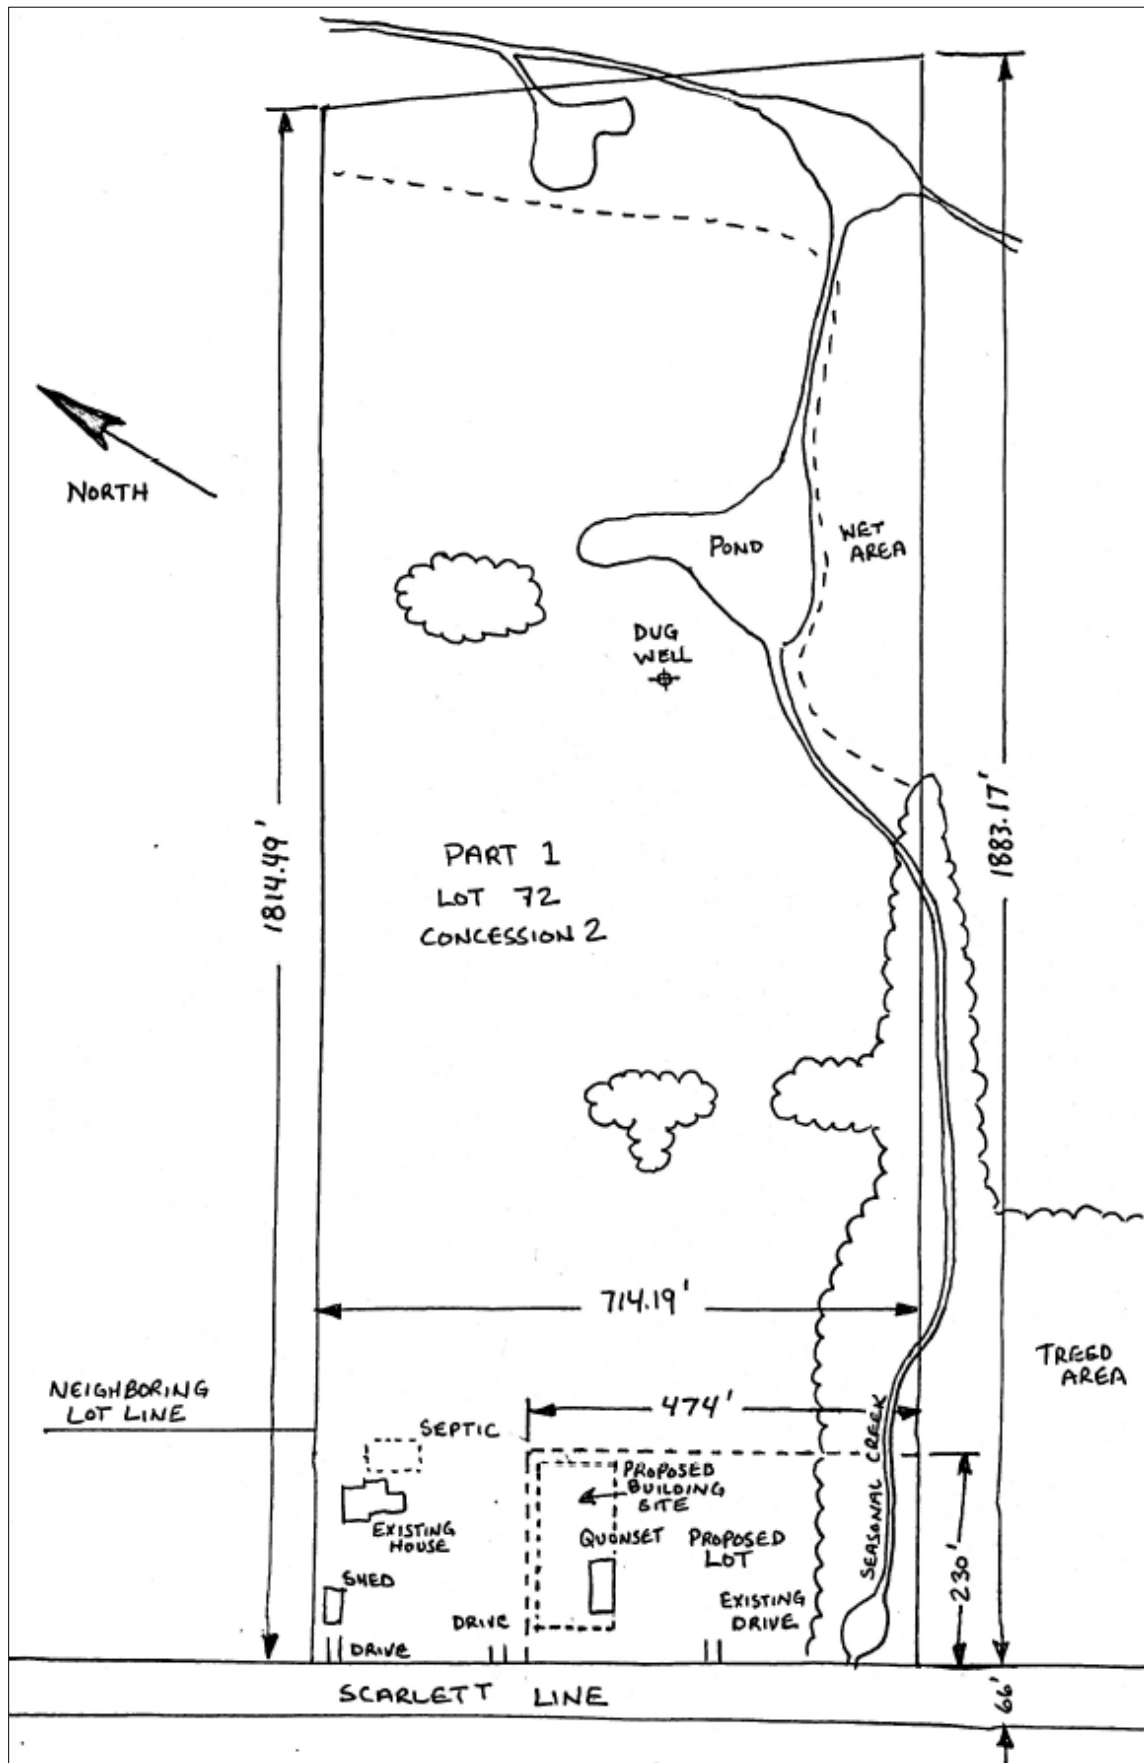 NORTH
POND
WET
AREA
DUG
WELL
1814.49'
1883.17'
PART 1
LOT 72
CONCESSION 2
714.19'
TREED
AREA
NEIGHBORING
LOT LINE
474'
SEPTIC
SEASONAL CREEK
PROPOSED
BUILDING
SITE
EXISTING
HOUSE
QUONSET
PROPOSED
LOT
230'
SHED
EXISTING
DRIVE
DRIVE
DRIVE
SCARLETT LINE
66'